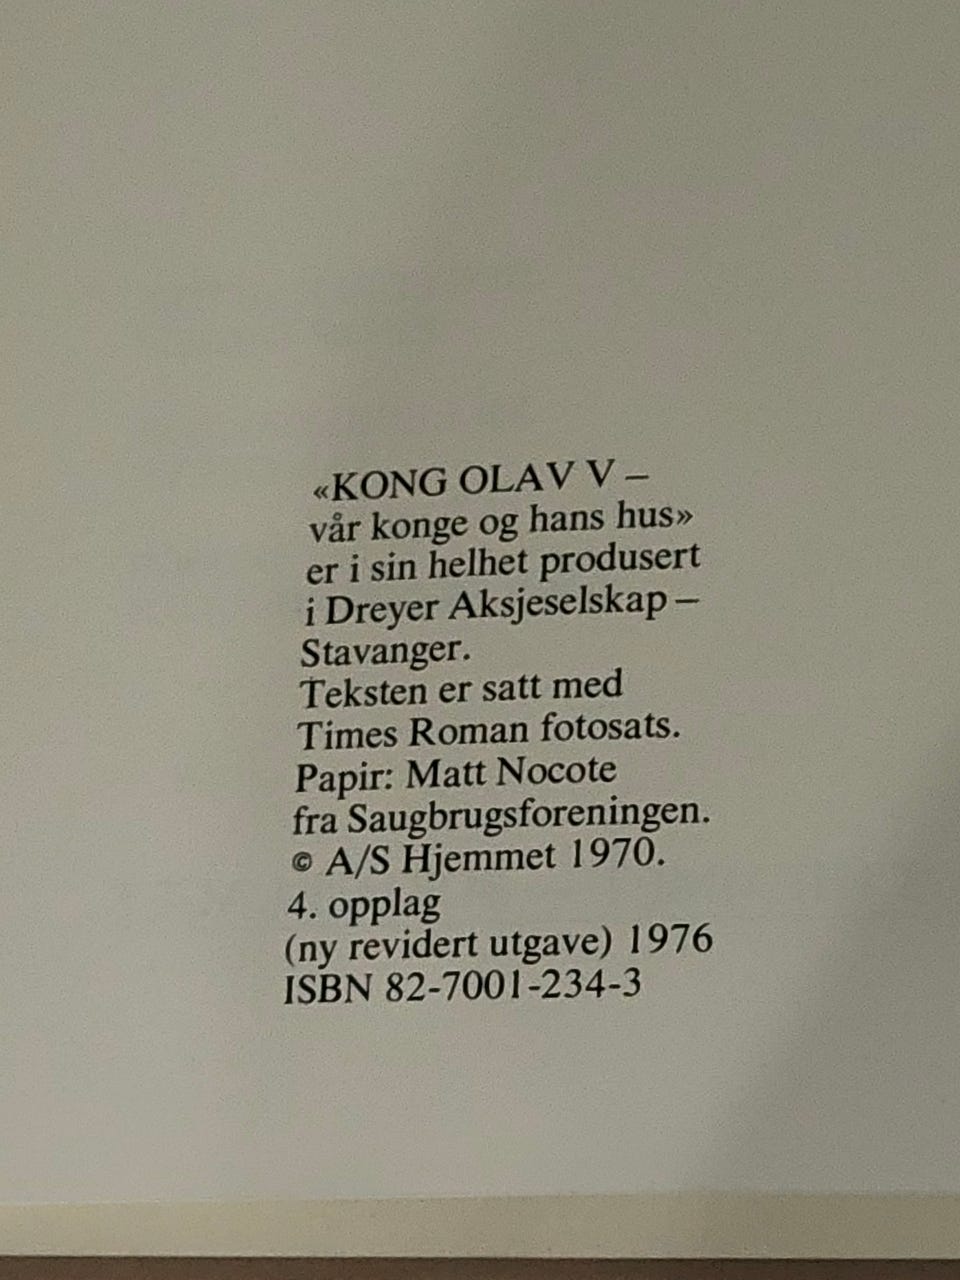 «KONG OLAV V –
vår konge og hans hus»
er i sin helhet produsert
i Dreyer Aksjeselskap –
Stavanger.
Teksten er satt med
Times Roman fotosats.
Papir: Matt Nocote
fra Saugbrugsforeningen.
© A/S Hjemmet 1970.
4. opplag
(ny revidert utgave) 1976
ISBN 82-7001-234-3